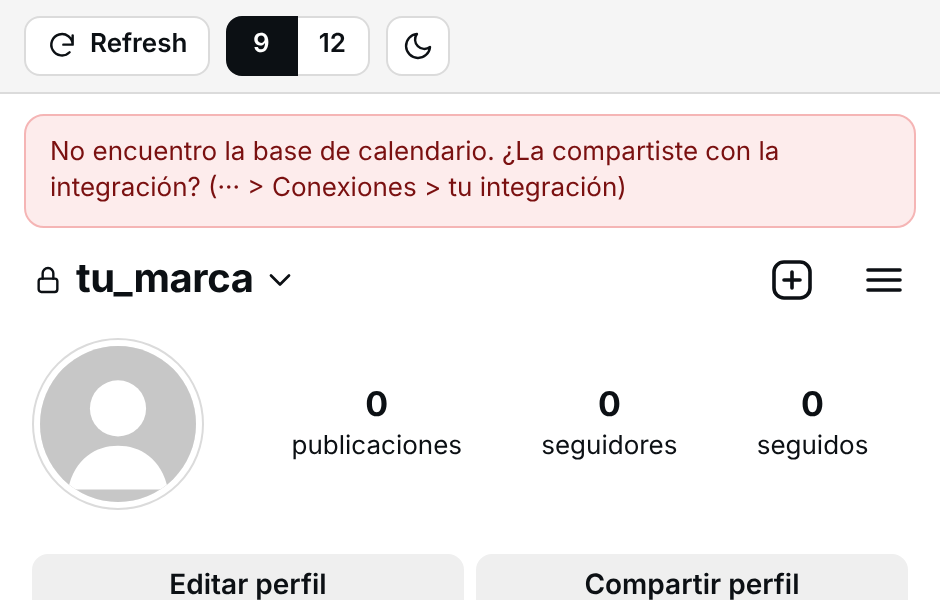 Refresh
9
12
No encuentro la base de calendario. ¿La compartiste con la
integración? (··· > Conexiones > tu integración)
tu_marca
0
publicaciones
0
seguidores
0
seguidos
Editar perfil
Compartir perfil